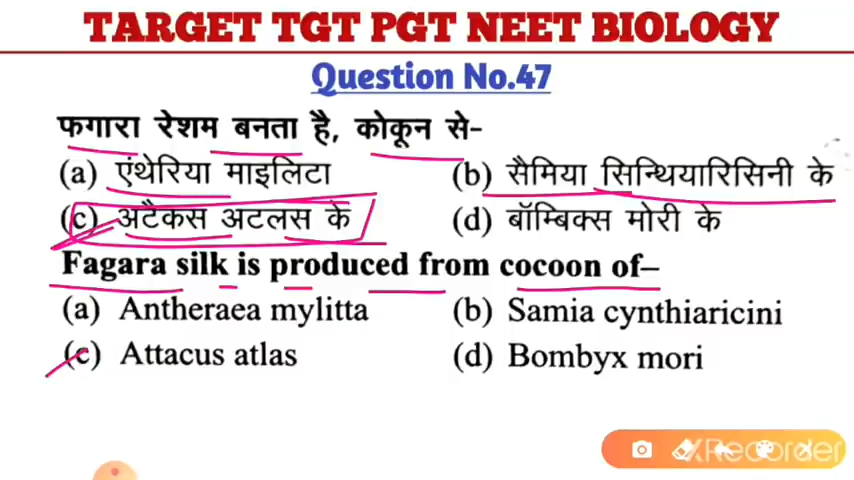 TARGET TGT PGT NEET BIOLOGY
Question No.47
फगारा रेशम बनता है, कोकून से-
(a) एंथेरिया माइलिटा (b) सैमिया सिन्थियारिसिनी के
(c) अटैकस अटलस के (d) बॉम्बिक्स मोरी के
Fagara silk is produced from cocoon of–
(a) Antheraea mylitta (b) Samia cynthiaricini
(c) Attacus atlas (d) Bombyx mori
XRecorder